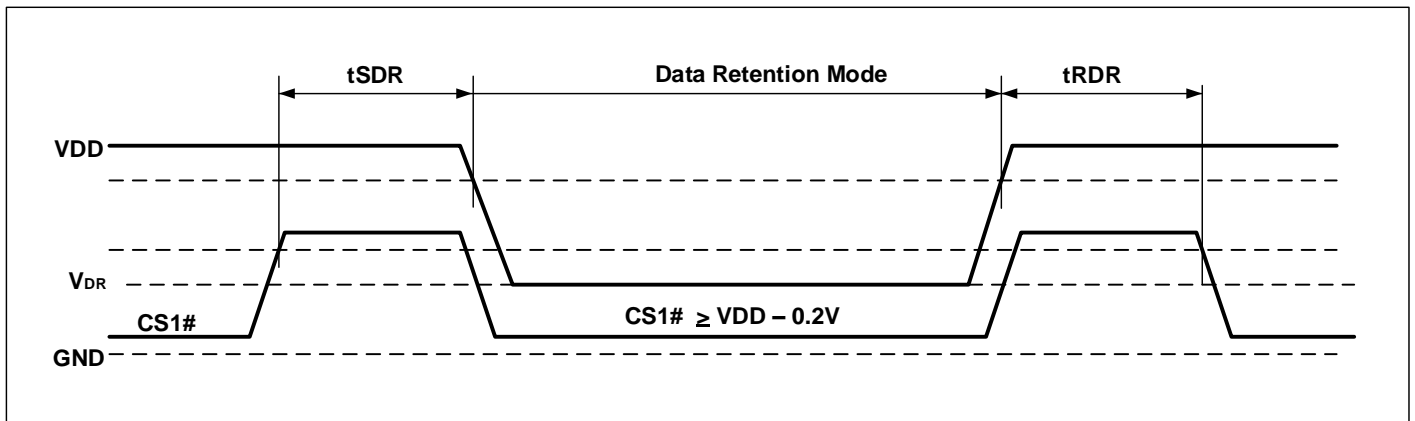 tSDR Data Retention Mode tRDR
VDD
VDR
CS1# CS1# ≥ VDD – 0.2V
GND